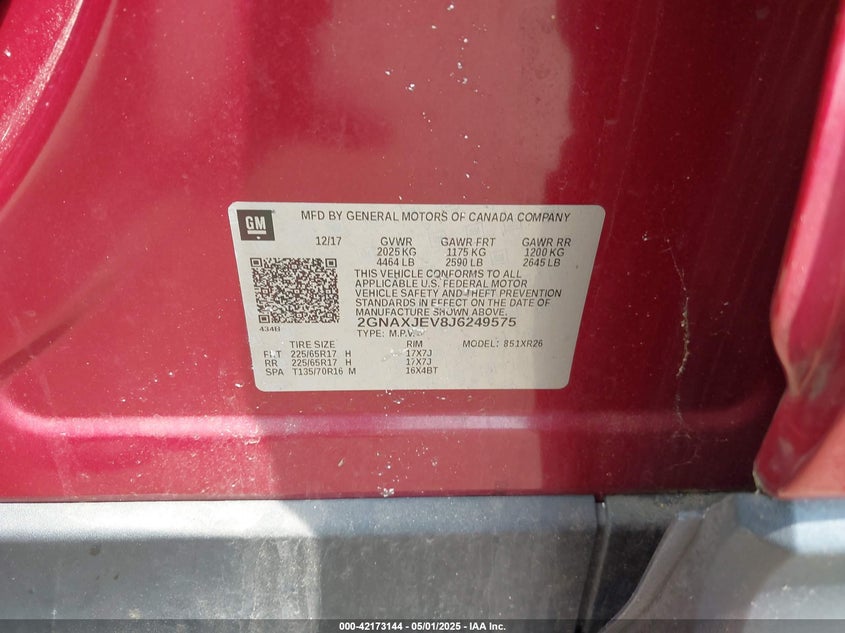 GM
MFD BY GENERAL MOTORS OF CANADA COMPANY
12/17 GVWR GAWR FRT GAWR RR
2025 KG 1175 KG 1200 KG
4464 LB 2590 LB 2645 LB
THIS VEHICLE CONFORMS TO ALL
APPLICABLE U.S. FEDERAL MOTOR
VEHICLE SAFETY AND THEFT PREVENTION
STANDARDS IN EFFECT ON THE DATE OF
MANUFACTURE SHOWN ABOVE.
434B 2GNAXJEV8J6249575
TYPE: M.P.V.
TIRE SIZE RIM MODEL: 851XR26
FLT 225/65R17 H 17X7J
RR 225/65R17 H 17X7J
SPA T135/70R16 M 16X4BT
000-42173144 — 05/01/2025 — IAA Inc.